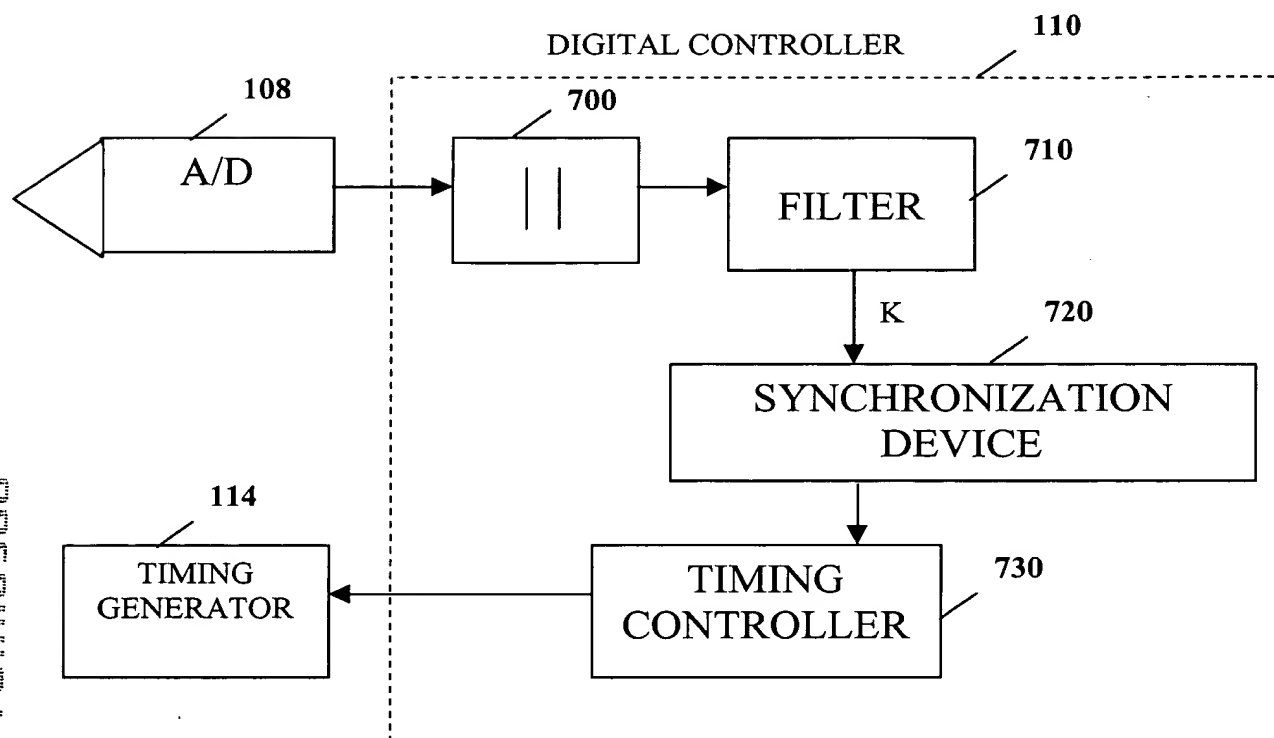 DIGITAL CONTROLLER
110
108
700
A/D
710
FILTER
K
720
SYNCHRONIZATION
DEVICE
114
TIMING
GENERATOR
TIMING
CONTROLLER
730